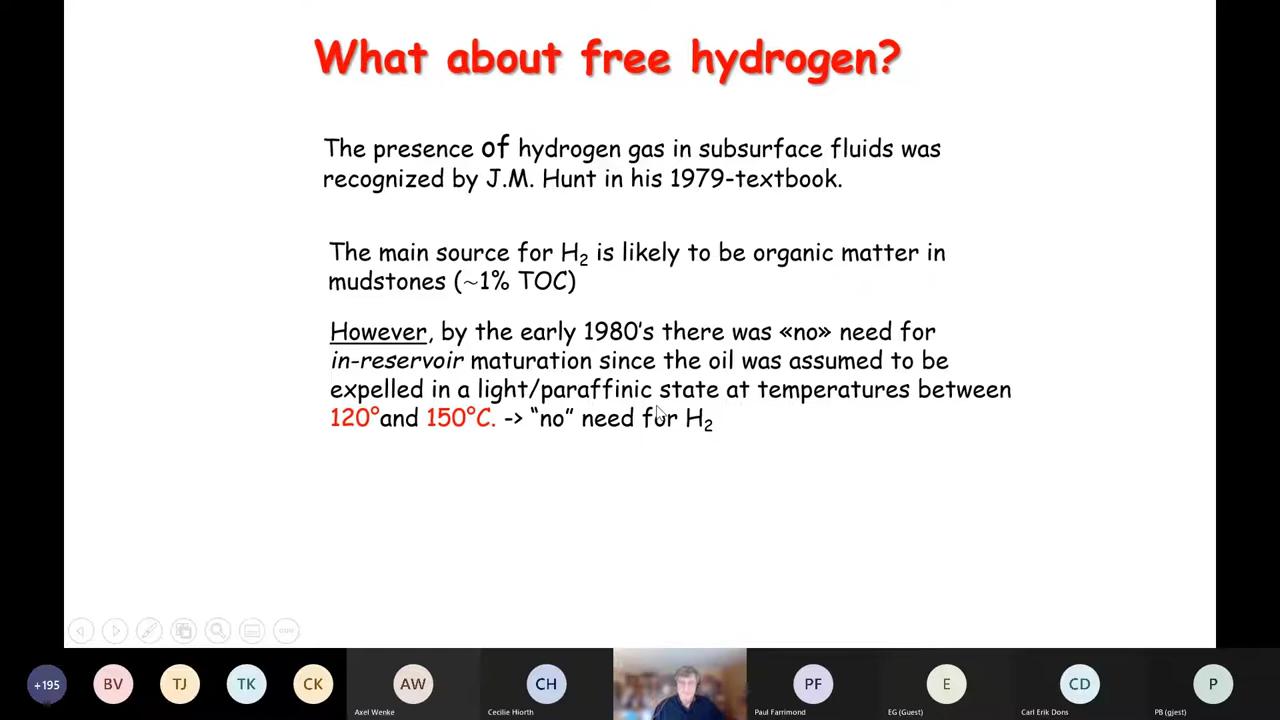 What about free hydrogen?
The presence of hydrogen gas in subsurface fluids was
recognized by J.M. Hunt in his 1979-textbook.
The main source for H₂ is likely to be organic matter in
mudstones (~1% TOC)
However, by the early 1980's there was «no» need for
in-reservoir maturation since the oil was assumed to be
expelled in a light/paraffinic state at temperatures between
120°and 150°C. -> “no” need for H₂
+195
BV
TJ
TK
CK
AW
CH
PF
E
CD
P
Axel Wenke
Cecilie Hiorth
Paul Farrimond
EG (Guest)
Carl Erik Dons
PB (gjest)